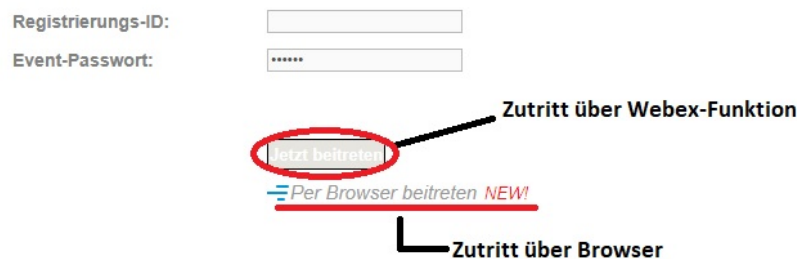 Registrierungs-ID:
Event-Passwort: ••••••
Zutritt über Webex-Funktion
Jetzt beitreten
Per Browser beitreten NEW!
Zutritt über Browser